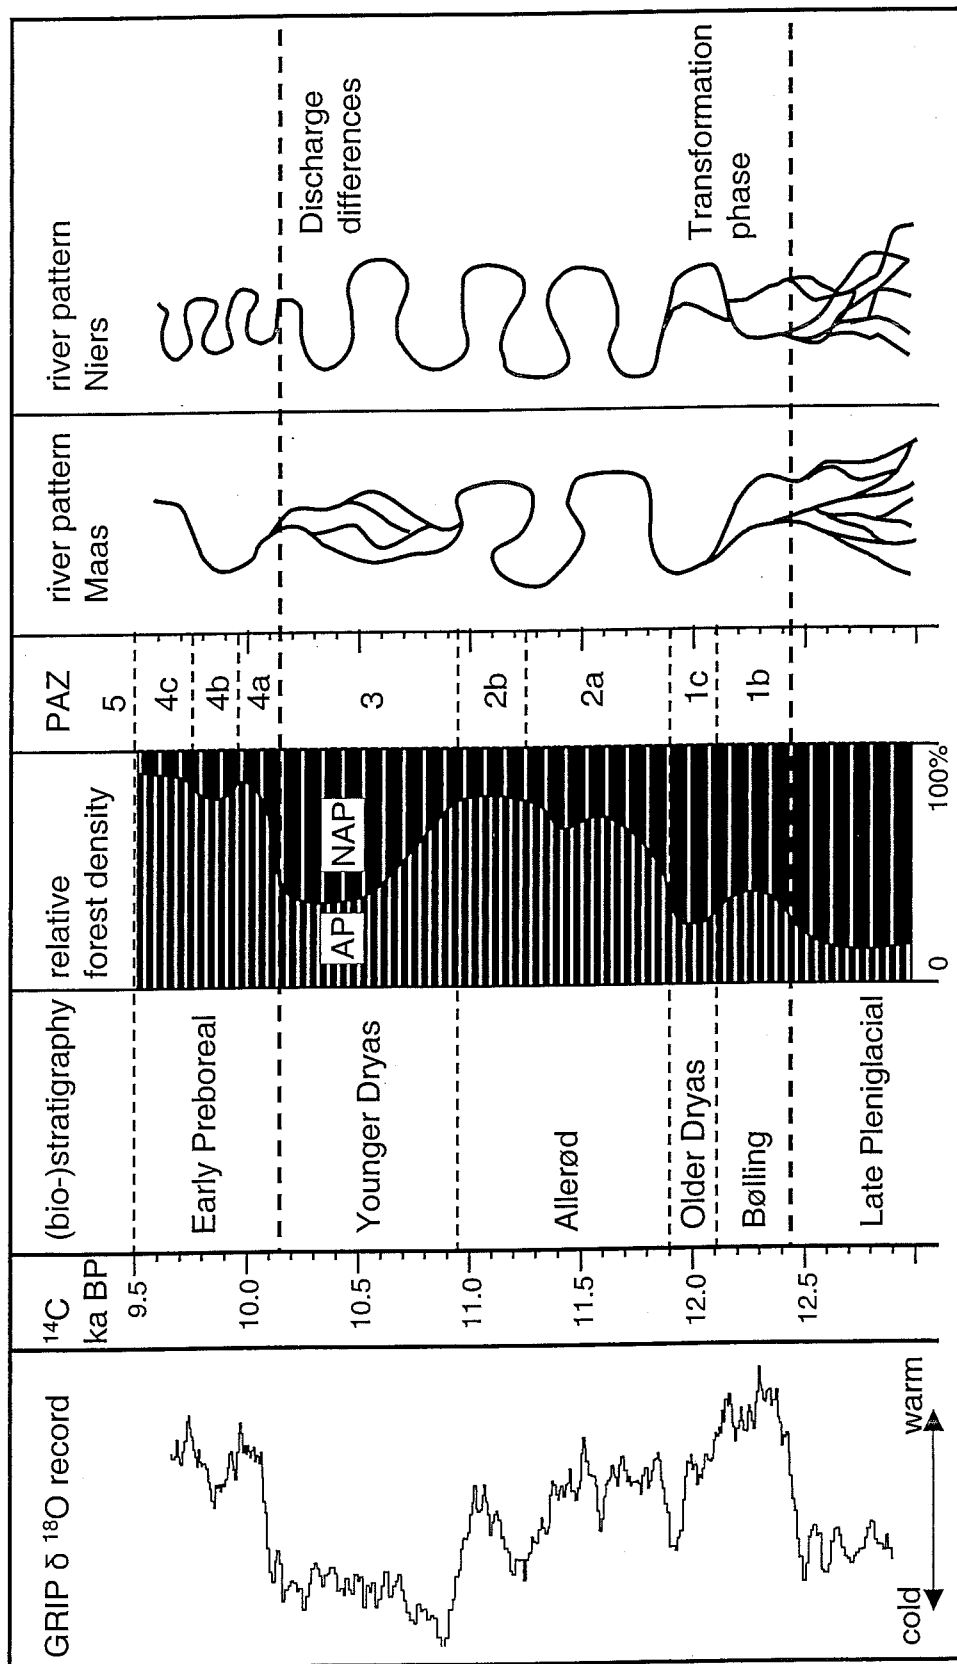 GRIP δ ¹⁸O record
cold
warm
¹⁴C
ka BP
9.5
10.0
10.5
11.0
11.5
12.0
12.5
(bio-)stratigraphy
Early Preboreal
Younger Dryas
Allerød
Older Dryas
Bølling
Late Pleniglacial
relative
forest density
AP
NAP
0
100%
PAZ
5
4c
4b
4a
3
2b
2a
1c
1b
river pattern
Maas
river pattern
Niers
Discharge
differences
Transformation
phase